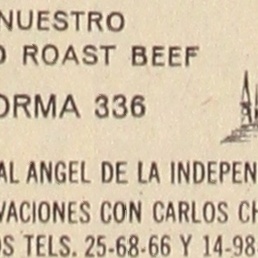 NUESTRO
ROAST BEEF
ORMA 336
AL ANGEL DE LA INDEPEN
VACIONES CON CARLOS CH
OS TELS. 25-68-66 Y 14-98